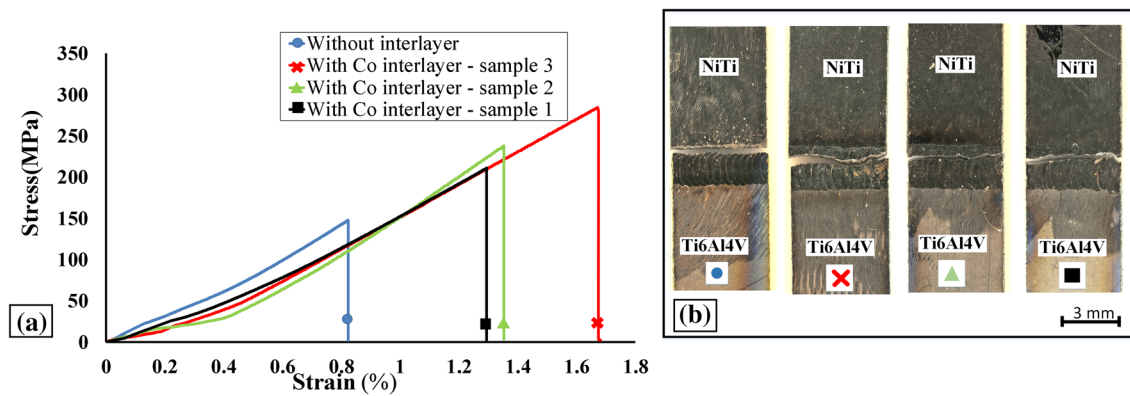 350
300
250
200
150
100
50
0
Stress(MPa)
0 0.2 0.4 0.6 0.8 1 1.2 1.4 1.6 1.8
Strain (%)
Without interlayer
With Co interlayer - sample 3
With Co interlayer - sample 2
With Co interlayer - sample 1
(a)
NiTi NiTi NiTi NiTi
Ti6Al4V Ti6Al4V Ti6Al4V Ti6Al4V
(b)
3 mm